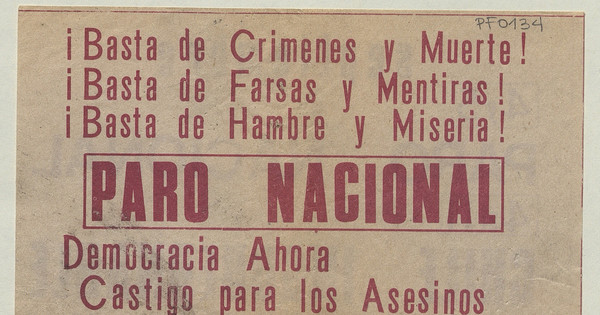 PF0134
¡Basta de Crimenes y Muerte!
¡Basta de Farsas y Mentiras!
¡Basta de Hambre y Miseria!
PARO NACIONAL
Democracia Ahora
Castigo para los Asesinos